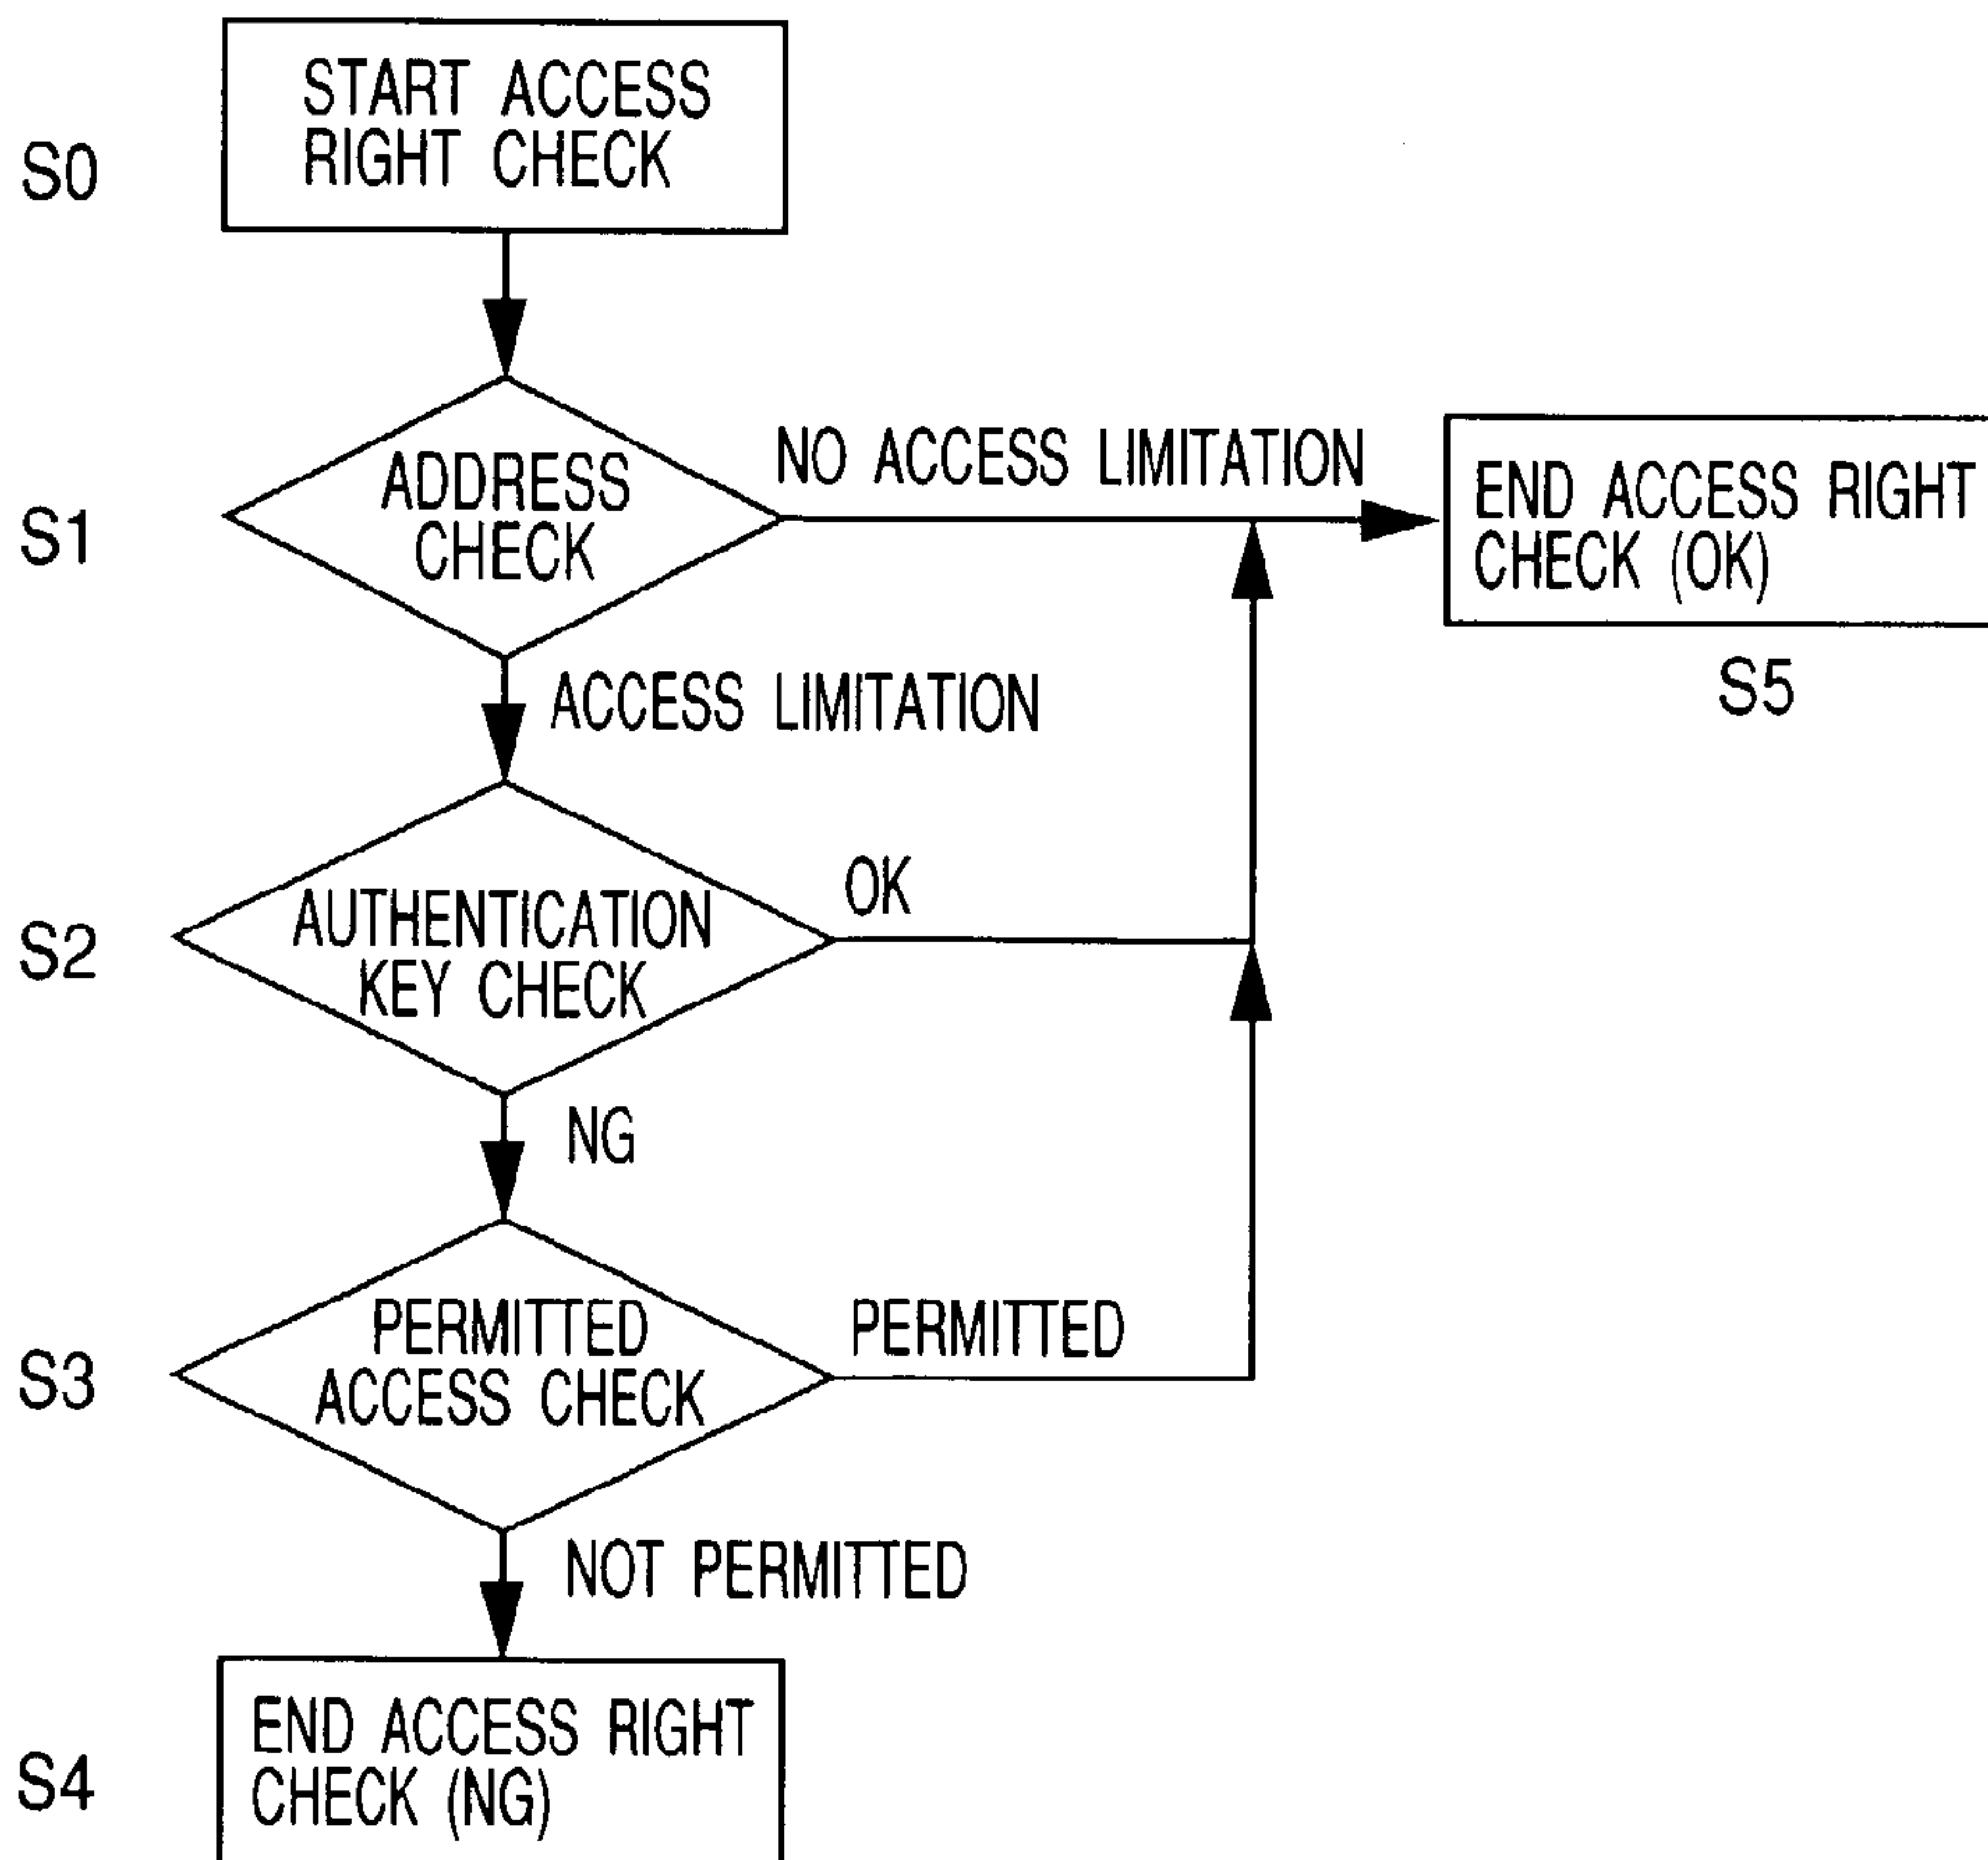 START ACCESS
RIGHT CHECK
S0
ADDRESS
CHECK
S1
NO ACCESS LIMITATION
END ACCESS RIGHT
CHECK (OK)
S5
ACCESS LIMITATION
AUTHENTICATION
KEY CHECK
S2
OK
NG
PERMITTED
ACCESS CHECK
S3
PERMITTED
NOT PERMITTED
END ACCESS RIGHT
CHECK (NG)
S4